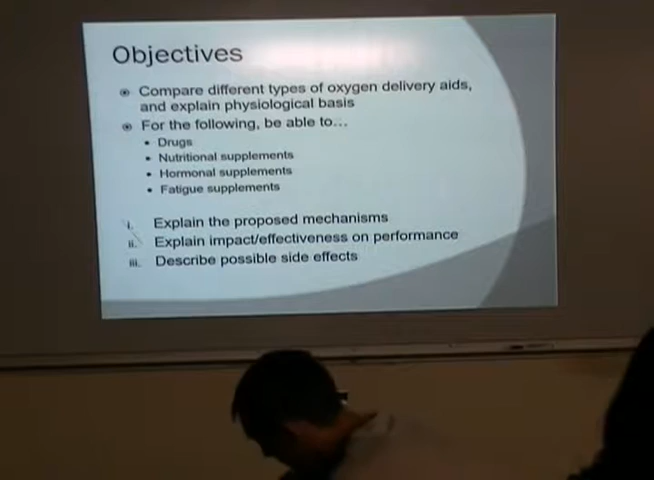 Objectives
Compare different types of oxygen delivery aids,
and explain physiological basis
For the following, be able to...
Drugs
Nutritional supplements
Hormonal supplements
Fatigue supplements
i. Explain the proposed mechanisms
ii. Explain impact/effectiveness on performance
iii. Describe possible side effects